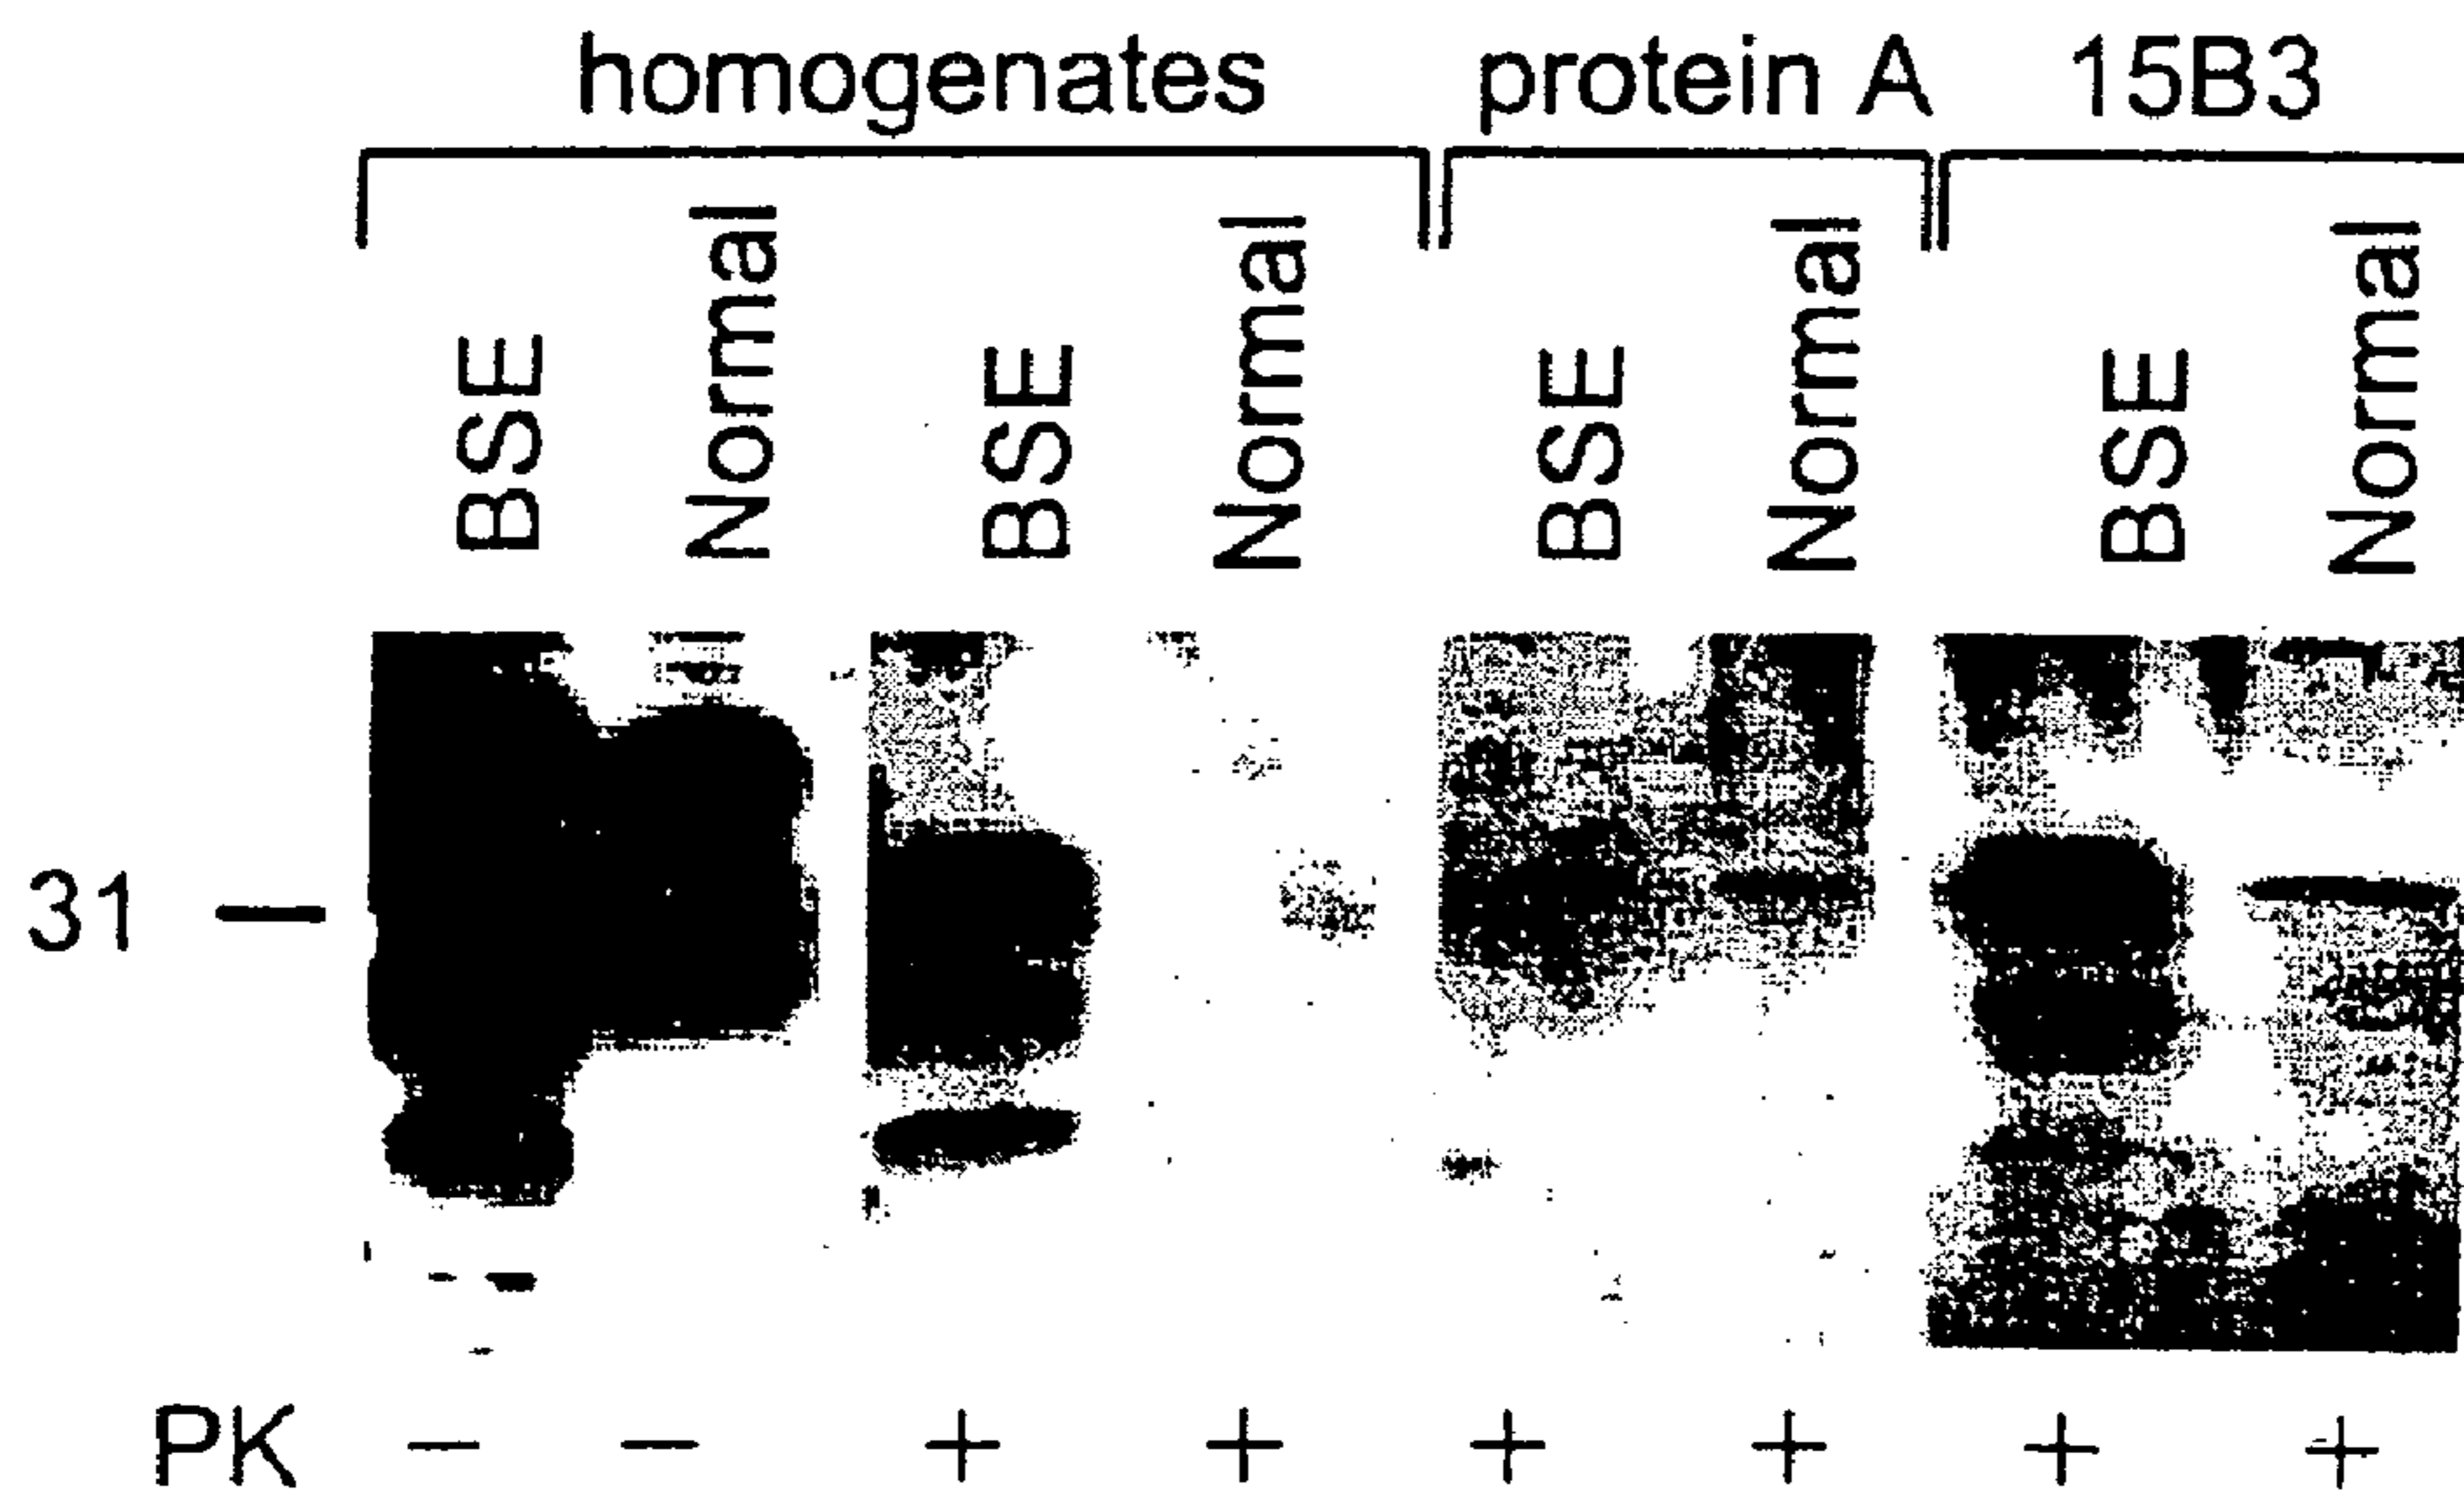 homogenates protein A 15B3
BSE Normal BSE Normal BSE Normal BSE Normal
31 —
PK − − + + + + + +